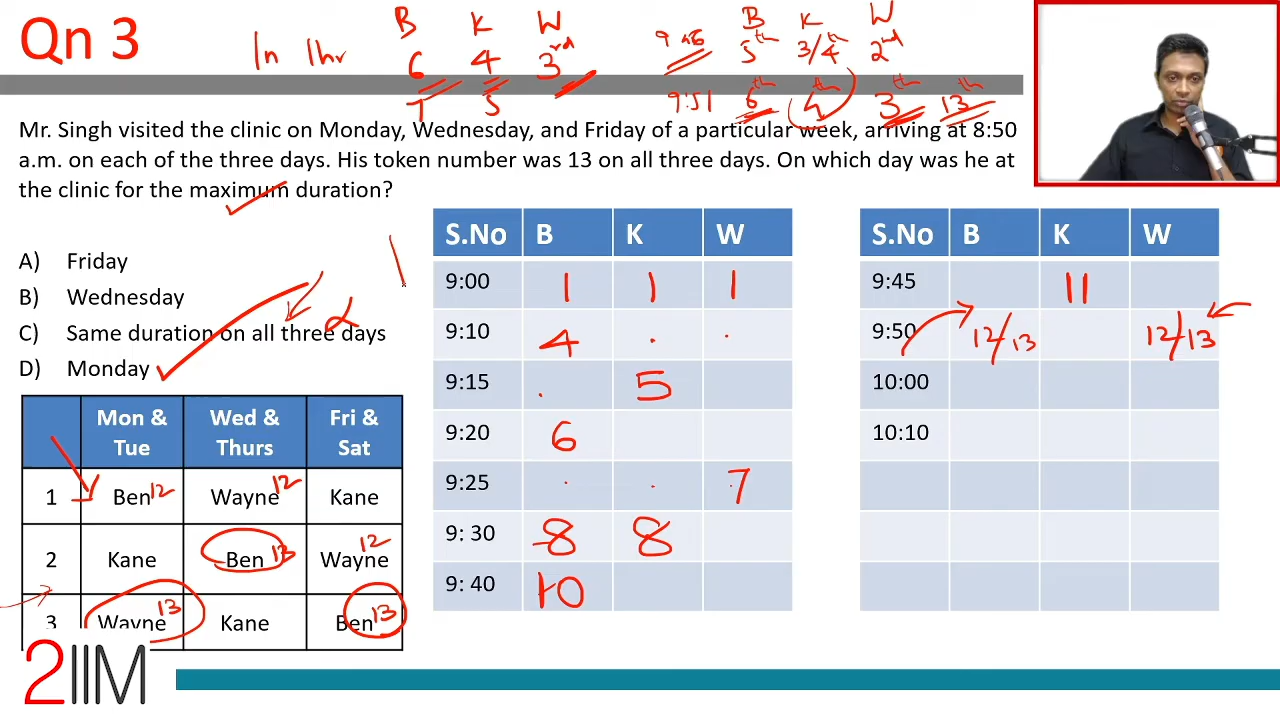 Qn 3
In 1hr
B K W
6 4 3rd
7 5
B K W
9:46 5th 3/4th 2nd
9:51 6th 4th 3th 13th
Mr. Singh visited the clinic on Monday, Wednesday, and Friday of a particular week, arriving at 8:50
a.m. on each of the three days. His token number was 13 on all three days. On which day was he at
the clinic for the maximum duration?
A) Friday
B) Wednesday
C) Same duration on all three days
D) Monday
Mon & Tue Wed & Thurs Fri & Sat
1 Ben 12 Wayne 12 Kane
2 Kane Ben 13 Wayne 12
3 Wayne 13 Kane Ben 13
S.No B K W
9:00 1 1 1
9:10 4 . .
9:15 . 5
9:20 6
9:25 . . 7
9: 30 8 8
9: 40 10
S.No B K W
9:45 11
9:50 12/13 12/13
10:00
10:10
2IIM